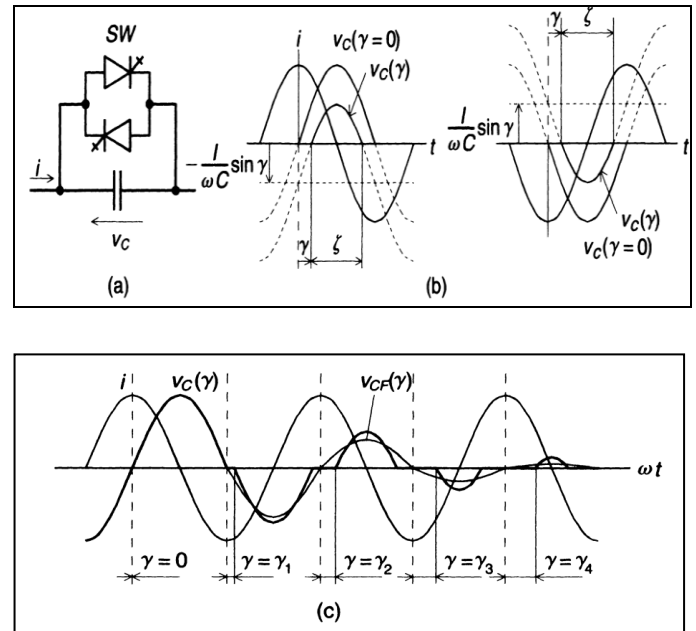 SW
i
v_C
(a)
i
v_C(γ=0)
v_C(γ)
t
-I/ωC sin γ
γ ζ
γ ζ
I/ωC sin γ
t
v_C(γ)
v_C(γ=0)
(b)
i
v_C(γ)
v_CF(γ)
ωt
γ = 0
γ = γ_1
γ = γ_2
γ = γ_3
γ = γ_4
(c)